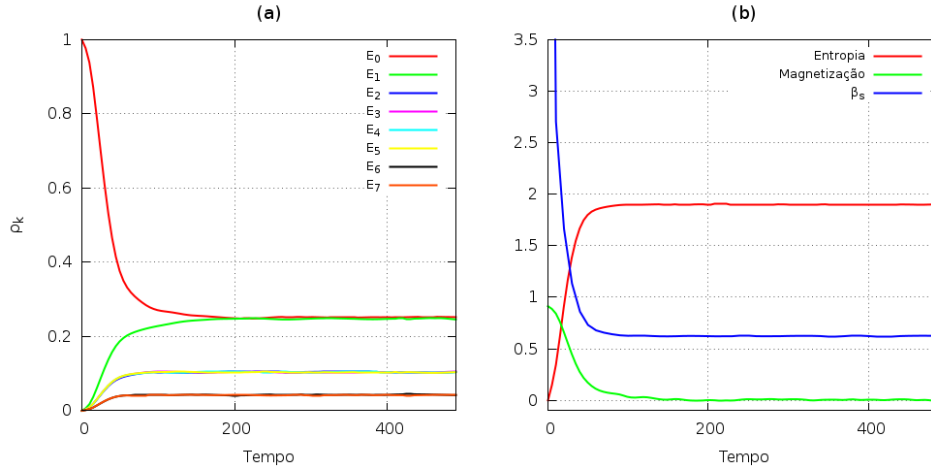 (a)
1
0.8
0.6
0.4
0.2
0
ρk
E0
E1
E2
E3
E4
E5
E6
E7
0 200 400
Tempo
(b)
3.5
3
2.5
2
1.5
1
0.5
0
Entropia
Magnetização
βs
0 200 400
Tempo